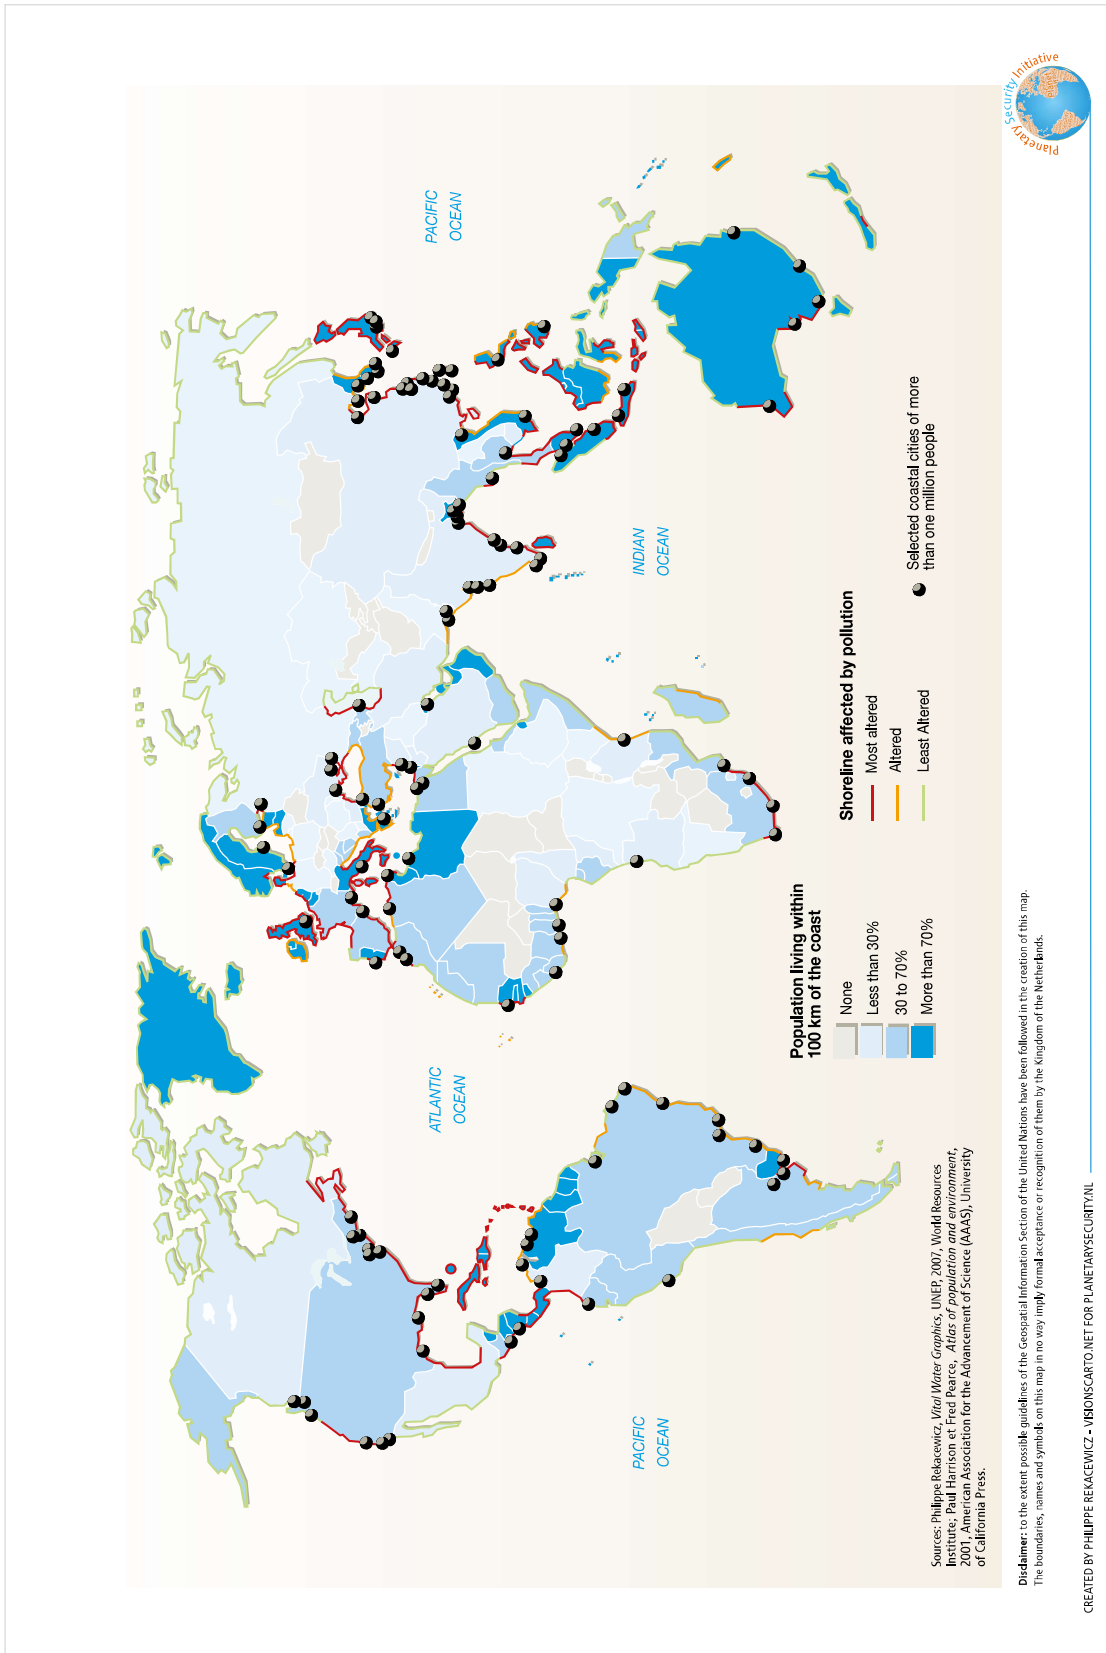 Planetary Security Initiative
PACIFIC
OCEAN
ATLANTIC
OCEAN
INDIAN
OCEAN
PACIFIC
OCEAN
Population living within
100 km of the coast
None
Less than 30%
30 to 70%
More than 70%
Shoreline affected by pollution
Most altered
Altered
Least Altered
Selected coastal cities of more
than one million people
Sources: Philippe Rekacewicz, Vital Water Graphics, UNEP, 2007, World Resources
Institute; Paul Harrison et Fred Pearce, Atlas of population and environment,
2001, American Association for the Advancement of Science (AAAS), University
of California Press.
Disclaimer: to the extent possible guidelines of the Geospatial Information Section of the United Nations have been followed in the creation of this map.
The boundaries, names and symbols on this map in no way imply formal acceptance or recognition of them by the Kingdom of the Netherlands.
CREATED BY PHILIPPE REKACEWICZ – VISIONSCARTO.NET FOR PLANETARYSECURITY.NL